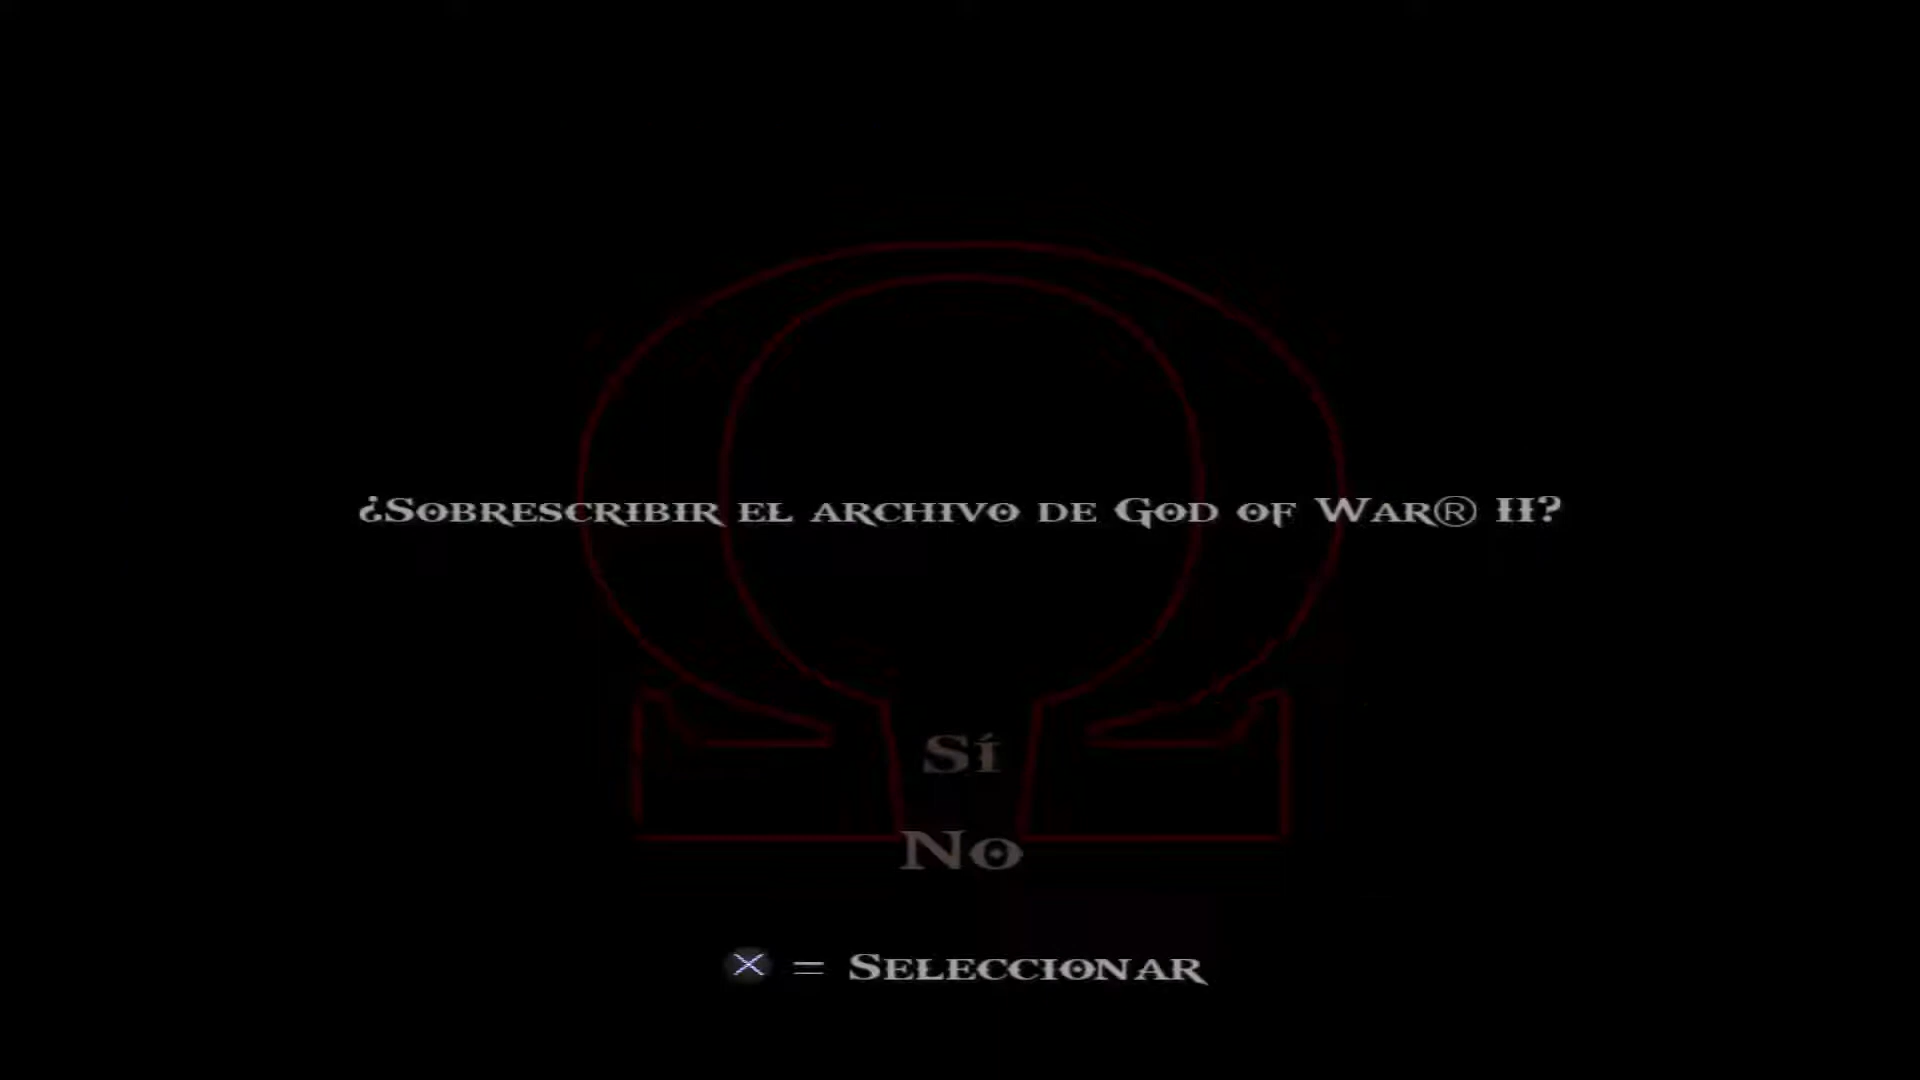 ¿Sobrescribir el archivo de God of War® II?
Sí
No
= Seleccionar